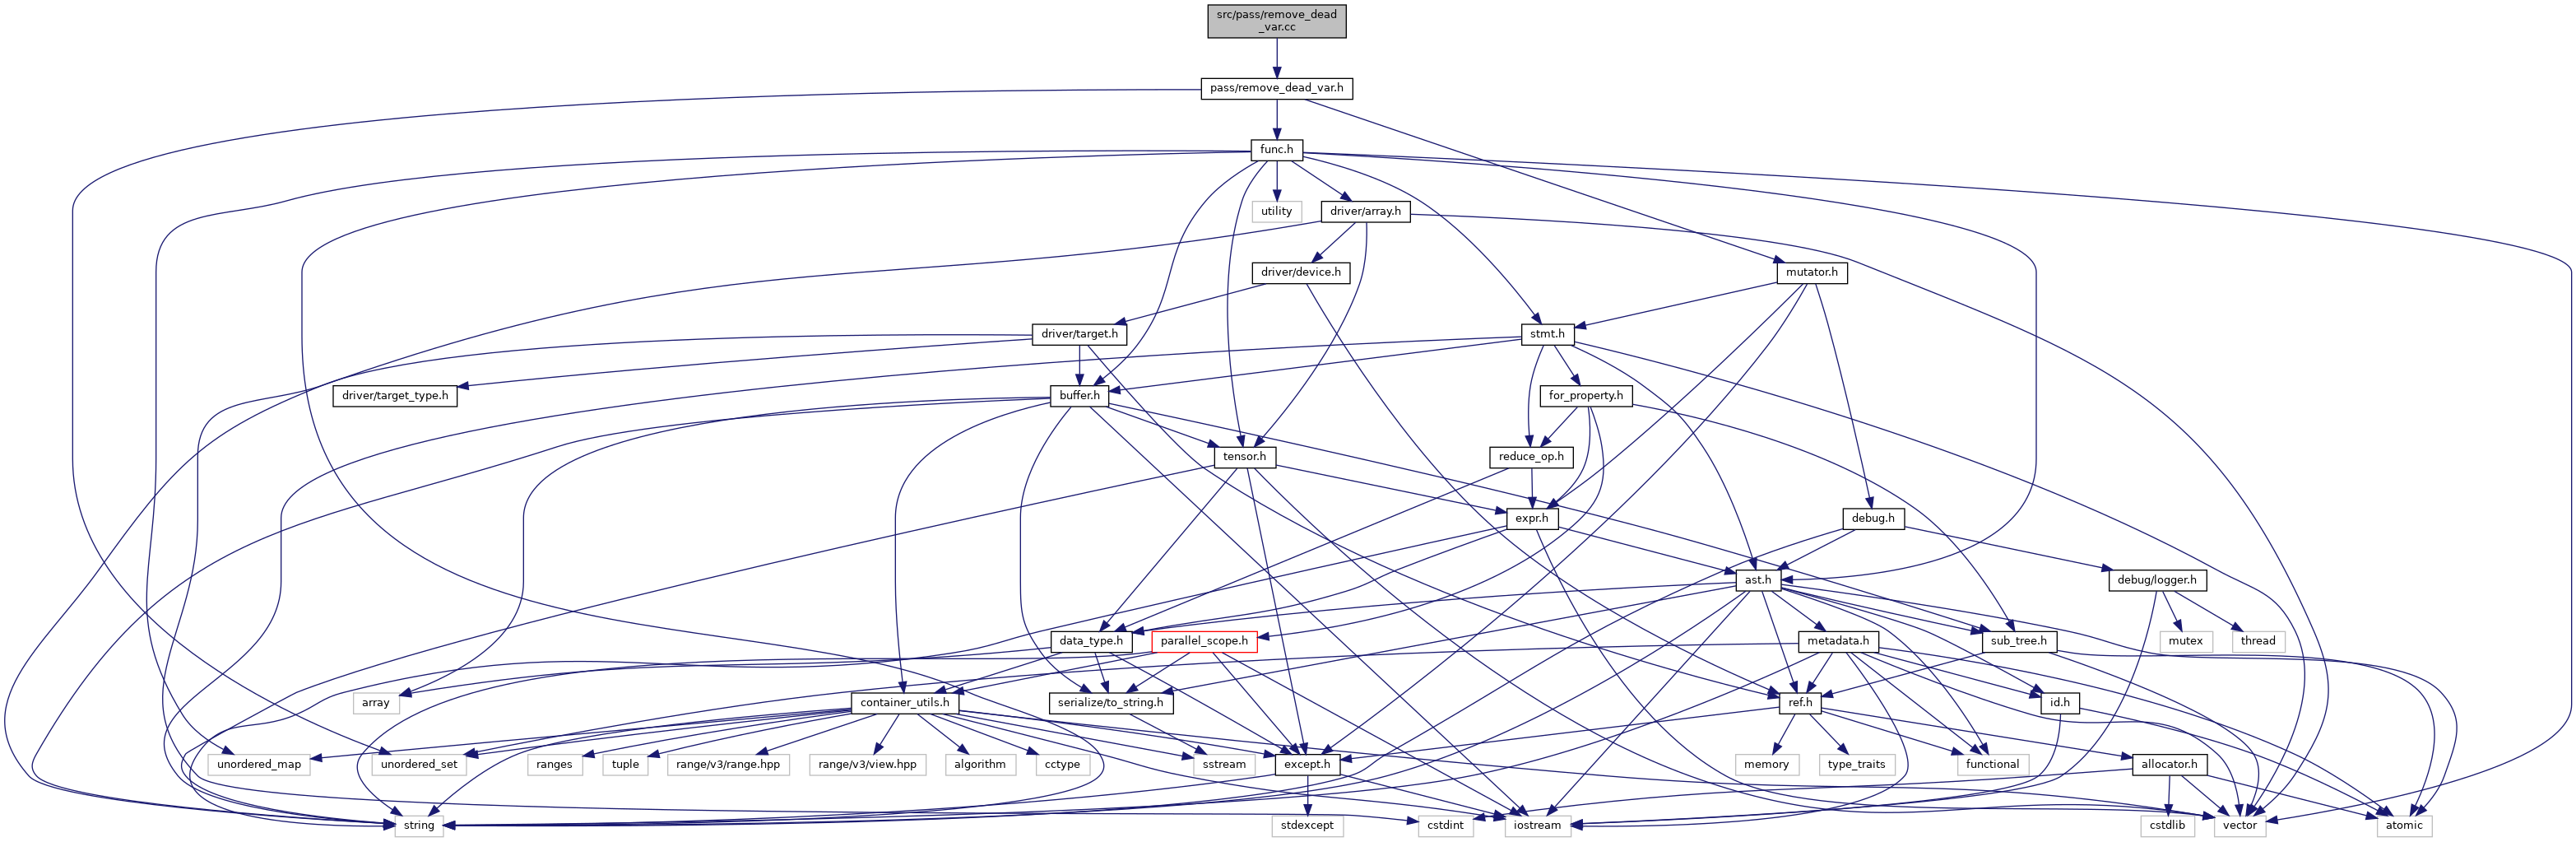 src/pass/remove_dead
_var.cc
pass/remove_dead_var.h
func.h
utility
driver/array.h
driver/device.h
mutator.h
driver/target.h
stmt.h
driver/target_type.h
buffer.h
for_property.h
tensor.h
reduce_op.h
expr.h
debug.h
ast.h
debug/logger.h
data_type.h
parallel_scope.h
metadata.h
sub_tree.h
mutex
thread
array
container_utils.h
serialize/to_string.h
ref.h
id.h
unordered_map
unordered_set
ranges
tuple
range/v3/range.hpp
range/v3/view.hpp
algorithm
cctype
sstream
except.h
memory
type_traits
functional
allocator.h
string
stdexcept
cstdint
iostream
cstdlib
vector
atomic